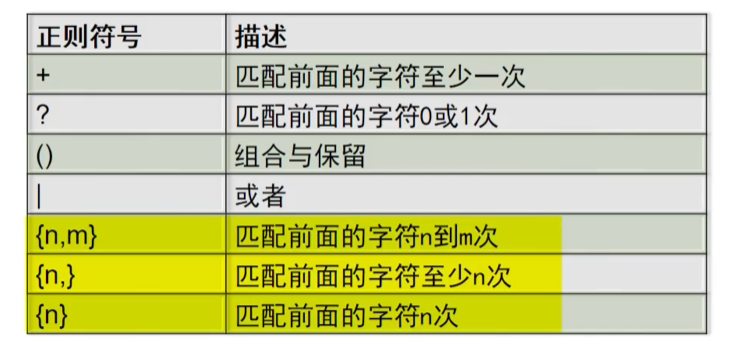 正则符号 描述
+ 匹配前面的字符至少一次
? 匹配前面的字符0或1次
() 组合与保留
| 或者
{n,m} 匹配前面的字符n到m次
{n,} 匹配前面的字符至少n次
{n} 匹配前面的字符n次